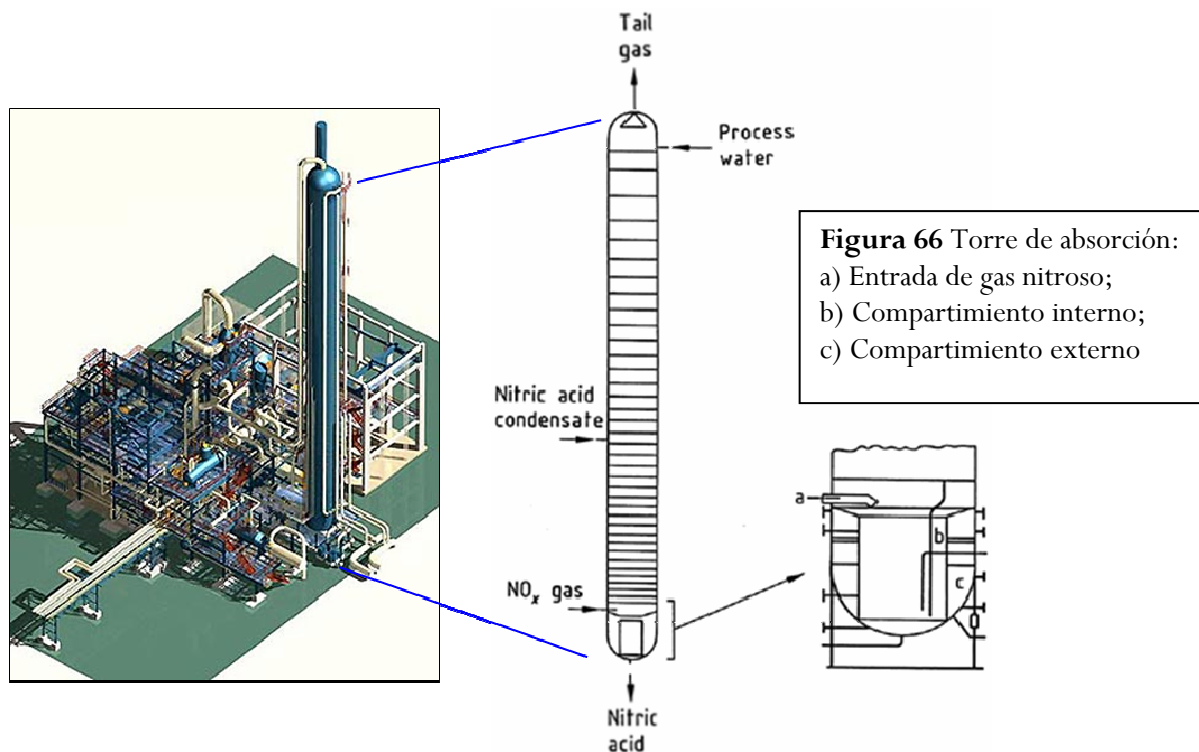 Tail
gas
Process
water
Figura 66 Torre de absorción:
a) Entrada de gas nitroso;
b) Compartimiento interno;
c) Compartimiento externo
Nitric acid
condensate
a
b
c
NOx gas
Nitric
acid